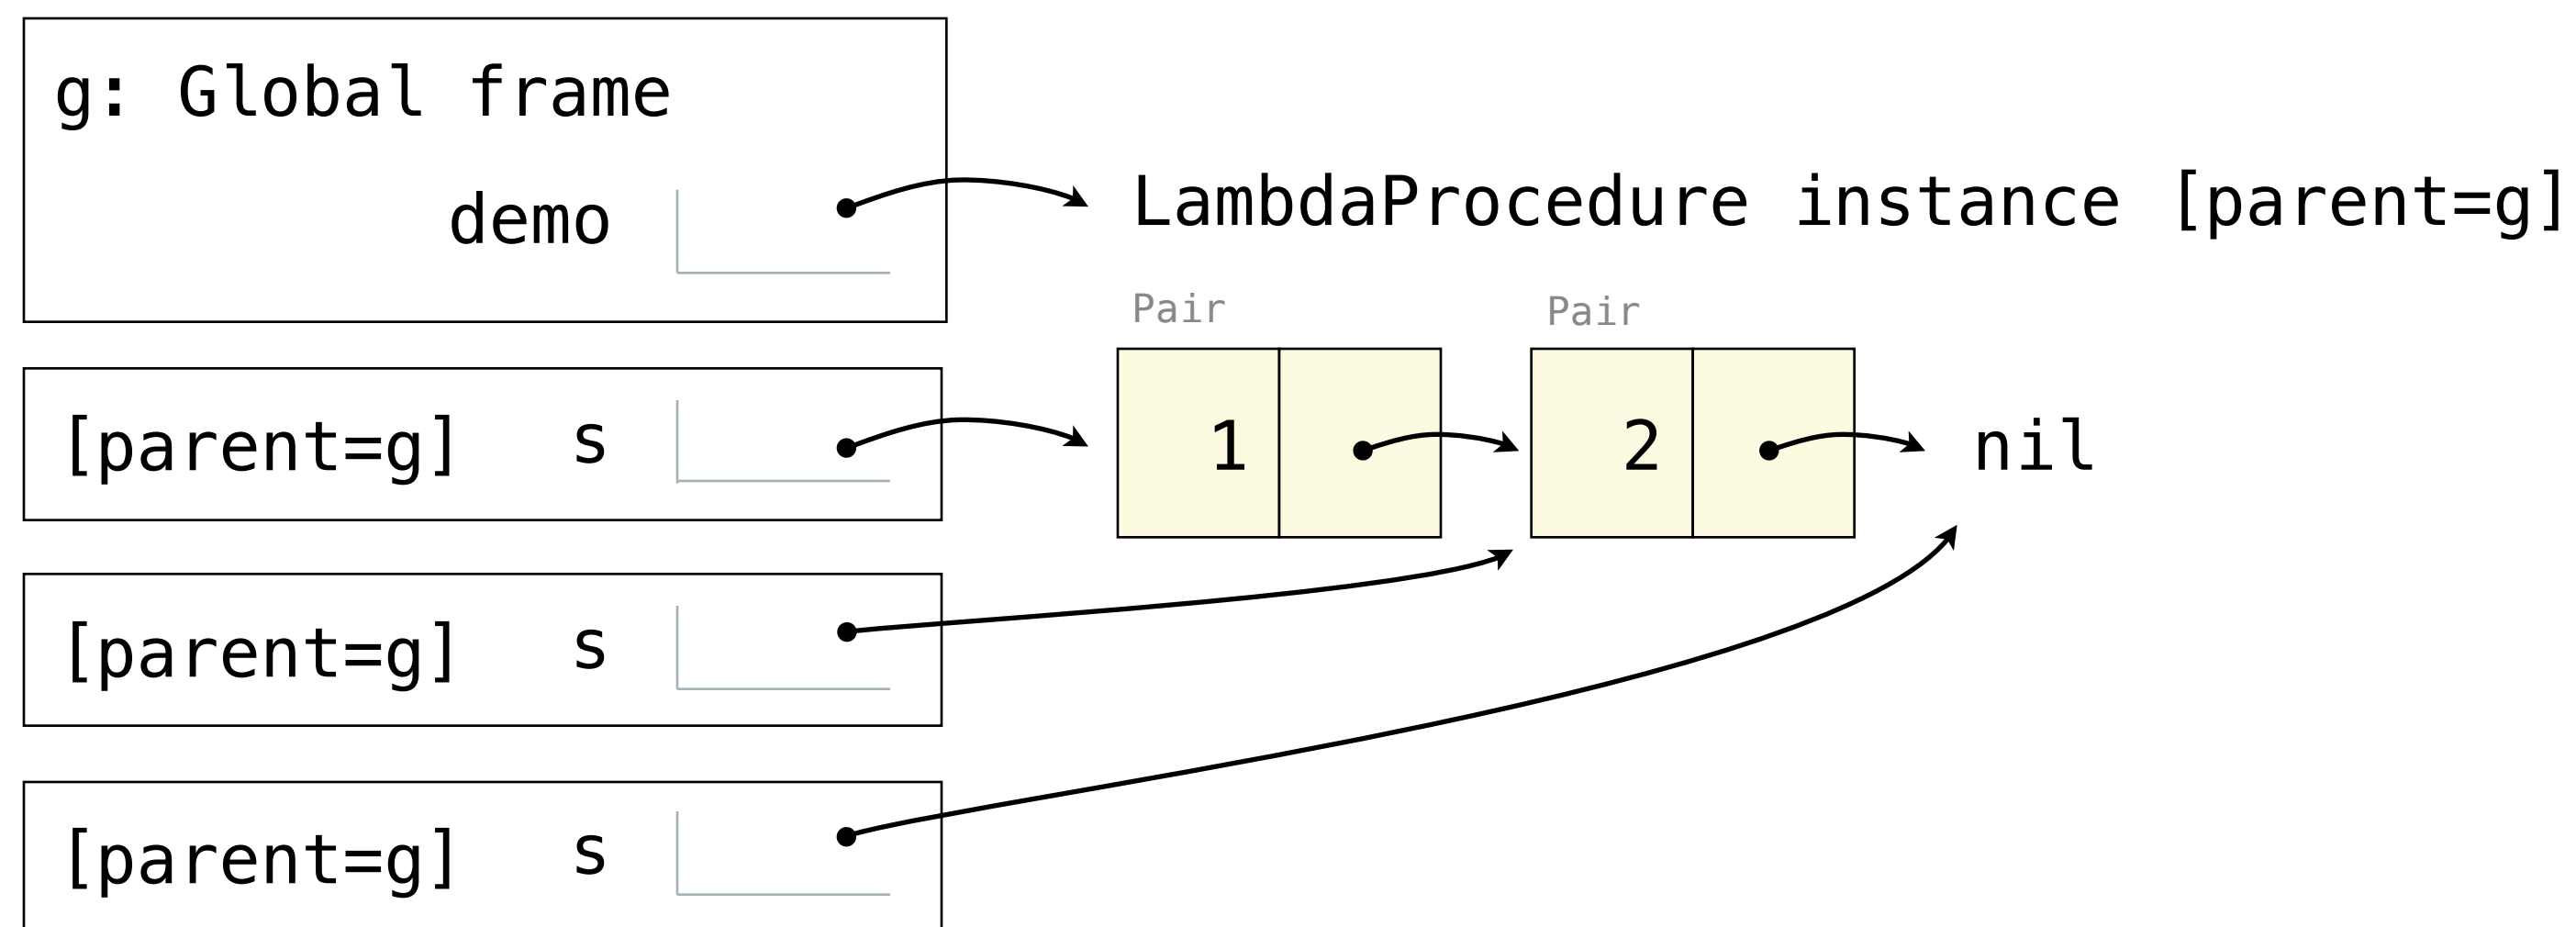 g: Global frame
demo
LambdaProcedure instance [parent=g]
Pair
Pair
[parent=g] s
1
2
nil
[parent=g] s
[parent=g] s